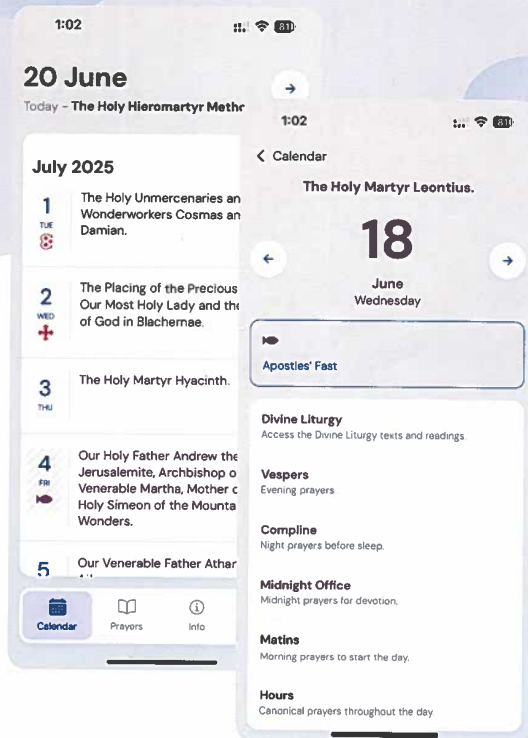 1:02
81
20 June
Today - The Holy Hieromartyr Metho
July 2025
1
TUE
The Holy Unmercenaries an
Wonderworkers Cosmas an
Damian.
2
WED
The Placing of the Precious
Our Most Holy Lady and the
of God in Blachernae.
3
THU
The Holy Martyr Hyacinth.
4
FRI
Our Holy Father Andrew the
Jerusalemite, Archbishop o
Venerable Martha, Mother o
Holy Simeon of the Mounta
Wonders.
5
Our Venerable Father Athan
Calendar
Prayers
Info
1:02
81
Calendar
The Holy Martyr Leontius.
18
June
Wednesday
Apostles' Fast
Divine Liturgy
Access the Divine Liturgy texts and readings
Vespers
Evening prayers
Compline
Night prayers before sleep.
Midnight Office
Midnight prayers for devotion.
Matins
Morning prayers to start the day.
Hours
Canonical prayers throughout the day